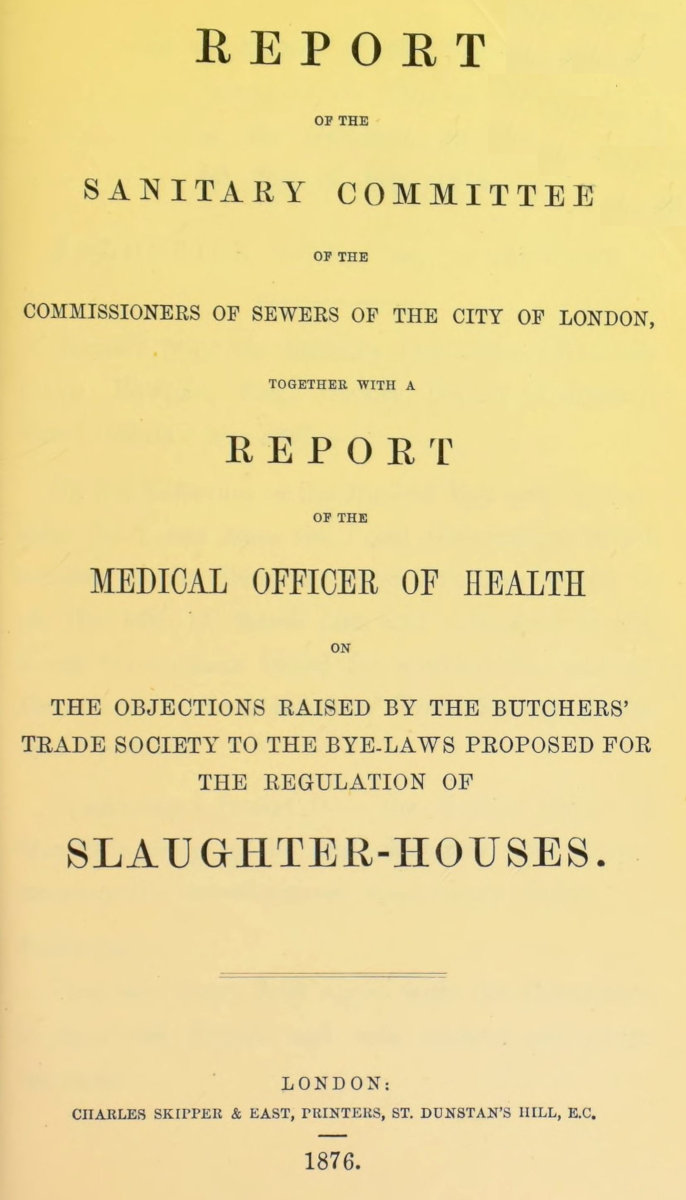 REPORT
OF THE
SANITARY COMMITTEE
OF THE
COMMISSIONERS OF SEWERS OF THE CITY OF LONDON,
TOGETHER WITH A
REPORT
OF THE
MEDICAL OFFICER OF HEALTH
ON
THE OBJECTIONS RAISED BY THE BUTCHERS'
TRADE SOCIETY TO THE BYE-LAWS PROPOSED FOR
THE REGULATION OF
SLAUGHTER-HOUSES.
LONDON:
CHARLES SKIPPER & EAST, PRINTERS, ST. DUNSTAN'S HILL, E.C.
1876.